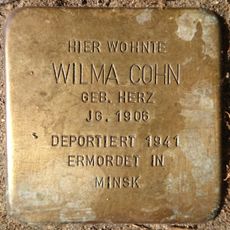 HIER WOHNTE
WILMA COHN
GEB. HERZ
JG. 1906
DEPORTIERT 1941
ERMORDET IN
MINSK